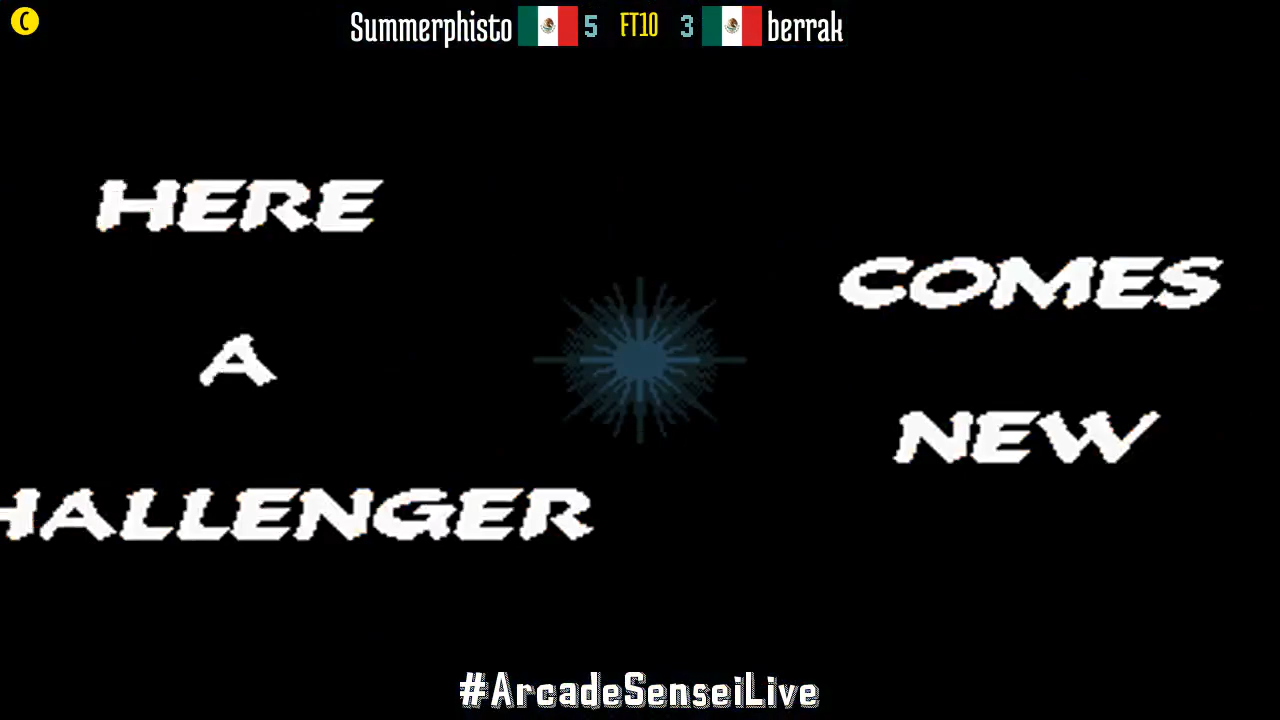 C
Summerphisto 5 FT10 3 berrak
HERE
COMES
A
NEW
HALLENGER
#ArcadeSenseiLive